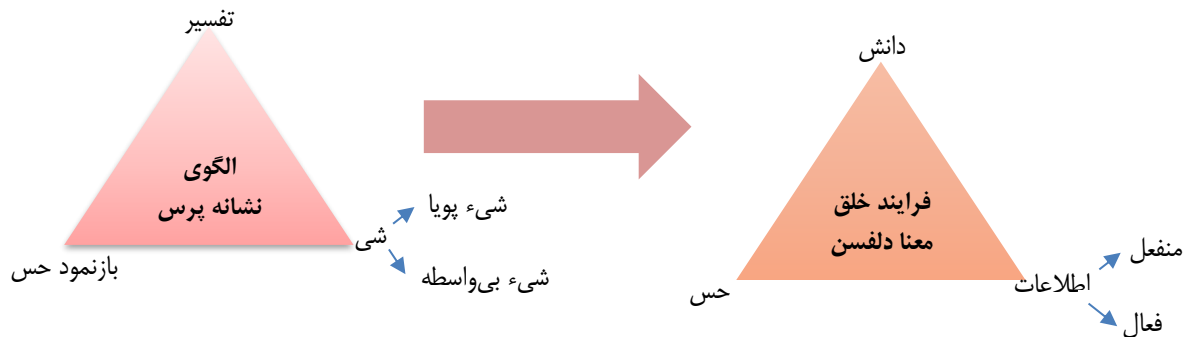 تفسیر
الگوی
نشانه پرس
بازنمود حس
شی
شیء پویا
شیء بی‌واسطه
دانش
فرایند خلق
معنا دلفسن
حس
اطلاعات
منفعل
فعال